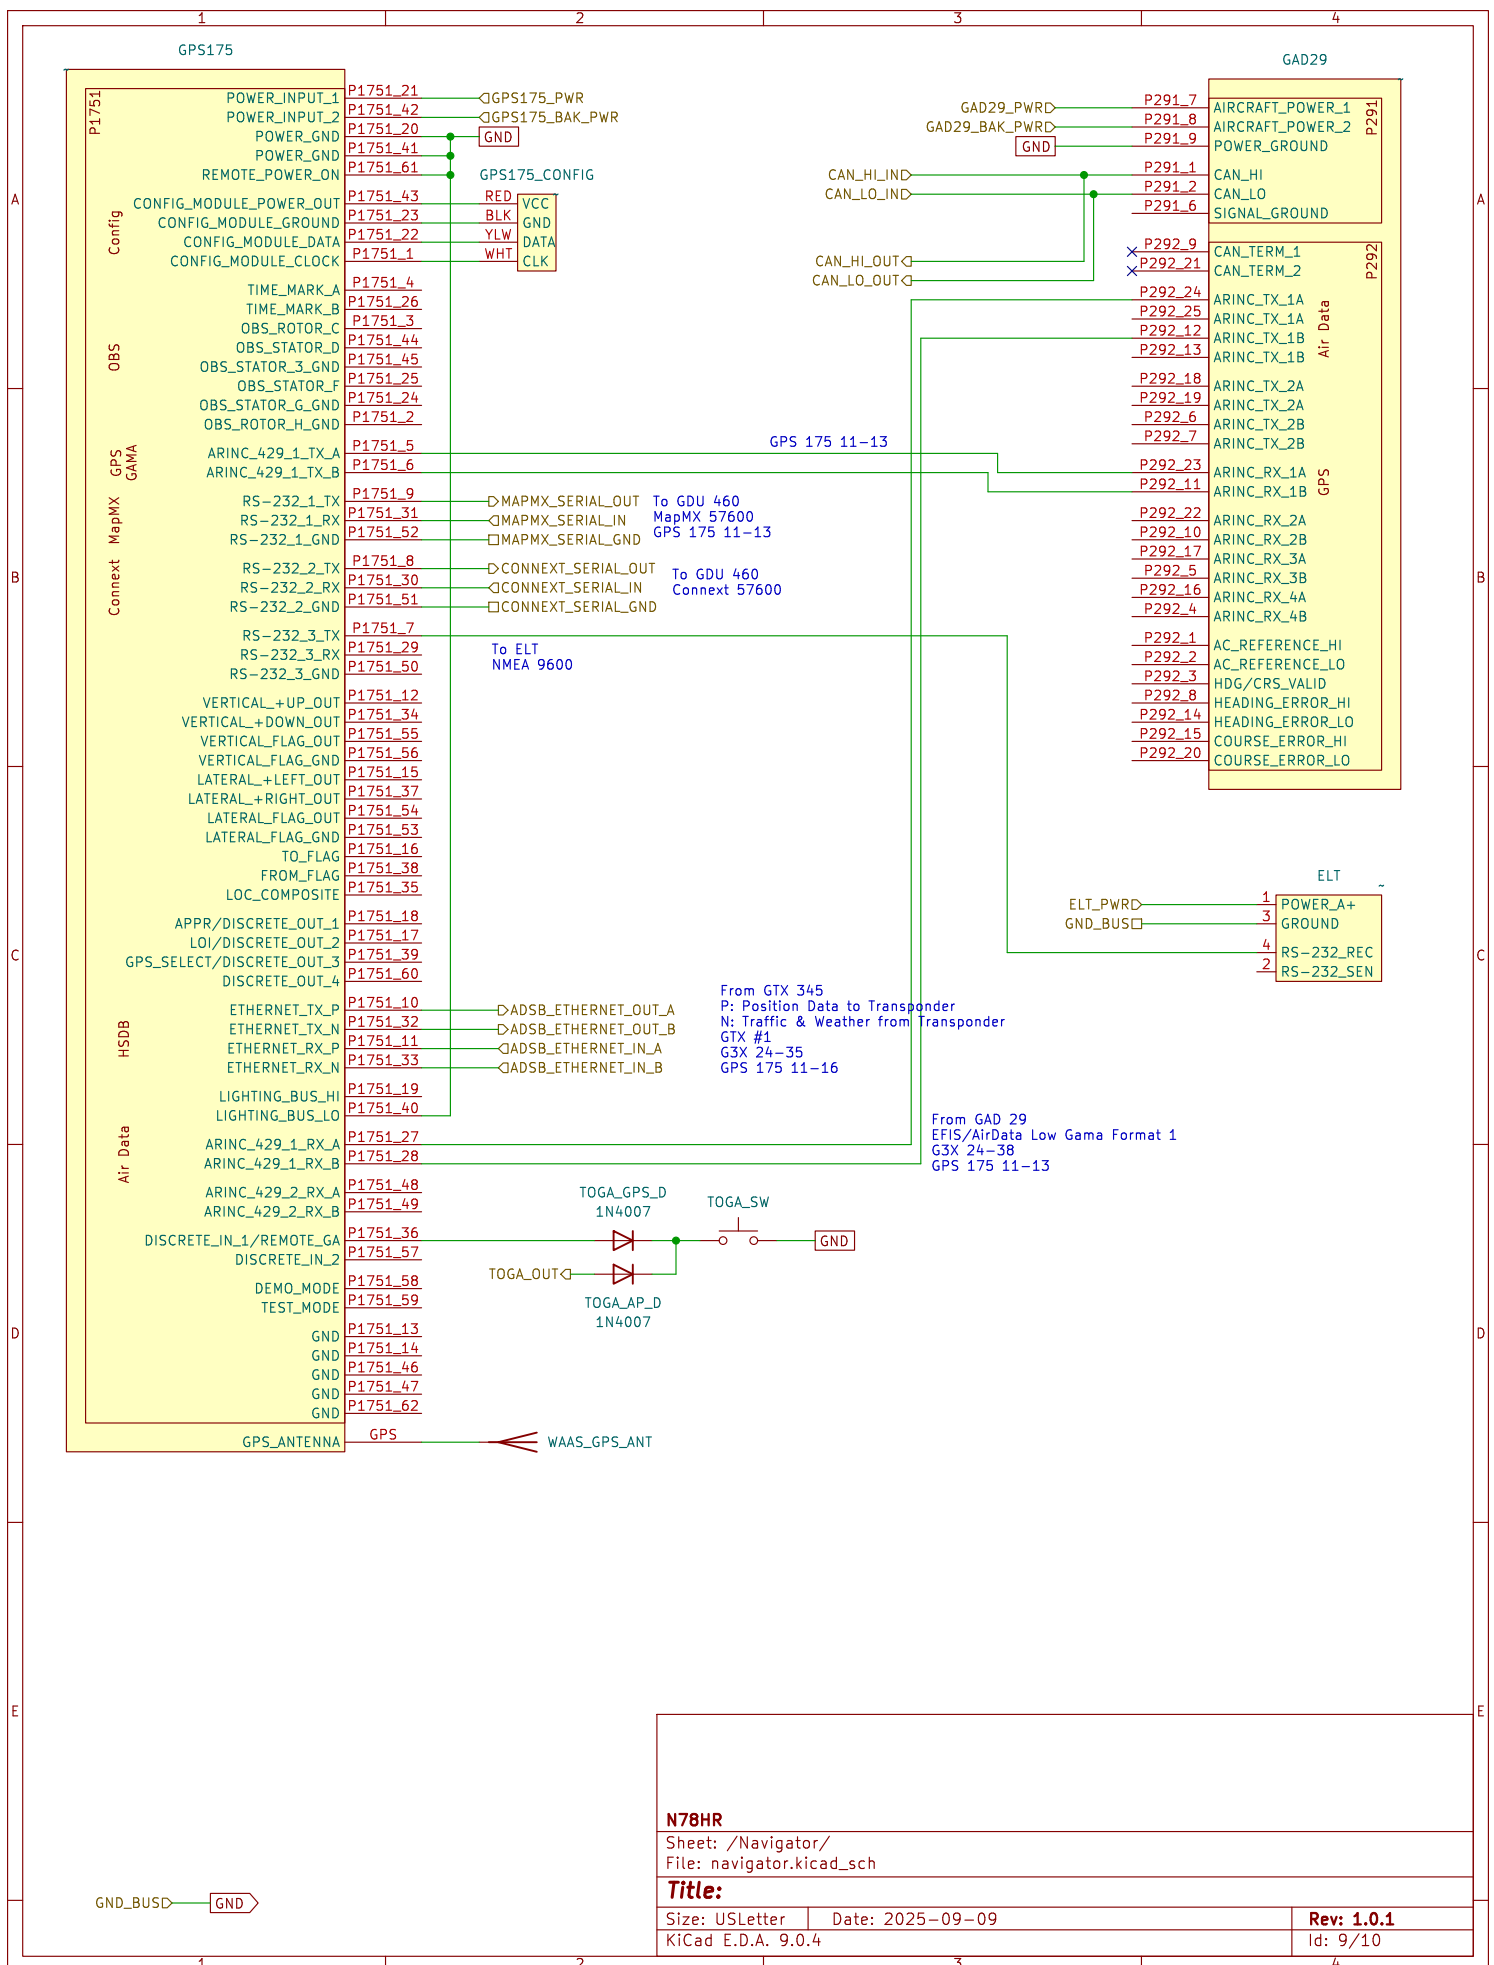 1 2 3 4
GPS175
P1751
POWER_INPUT_1 P1751_21 GPS175_PWR
POWER_INPUT_2 P1751_42 GPS175_BAK_PWR
POWER_GND P1751_20 GND
POWER_GND P1751_41
REMOTE_POWER_ON P1751_61
Config
CONFIG_MODULE_POWER_OUT P1751_43
CONFIG_MODULE_GROUND P1751_23
CONFIG_MODULE_DATA P1751_22
CONFIG_MODULE_CLOCK P1751_1
GPS175_CONFIG
RED VCC
BLK GND
YLW DATA
WHT CLK
TIME_MARK_A P1751_4
TIME_MARK_B P1751_26
OBS_ROTOR_C P1751_3
OBS
OBS_STATOR_D P1751_44
OBS_STATOR_3_GND P1751_45
OBS_STATOR_F P1751_25
OBS_STATOR_G_GND P1751_24
OBS_ROTOR_H_GND P1751_2
GPS
GAMA
ARINC_429_1_TX_A P1751_5
ARINC_429_1_TX_B P1751_6
GPS 175 11-13
MapMX
RS-232_1_TX P1751_9 MAPMX_SERIAL_OUT
RS-232_1_RX P1751_31 MAPMX_SERIAL_IN
RS-232_1_GND P1751_52 MAPMX_SERIAL_GND
To GDU 460
MapMX 57600
GPS 175 11-13
Connext
RS-232_2_TX P1751_8 CONNEXT_SERIAL_OUT
RS-232_2_RX P1751_30 CONNEXT_SERIAL_IN
RS-232_2_GND P1751_51 CONNEXT_SERIAL_GND
To GDU 460
Connext 57600
RS-232_3_TX P1751_7
RS-232_3_RX P1751_29
RS-232_3_GND P1751_50
To ELT
NMEA 9600
VERTICAL_+UP_OUT P1751_12
VERTICAL_+DOWN_OUT P1751_34
VERTICAL_FLAG_OUT P1751_55
VERTICAL_FLAG_GND P1751_56
LATERAL_+LEFT_OUT P1751_15
LATERAL_+RIGHT_OUT P1751_37
LATERAL_FLAG_OUT P1751_54
LATERAL_FLAG_GND P1751_53
TO_FLAG P1751_16
FROM_FLAG P1751_38
LOC_COMPOSITE P1751_35
APPR/DISCRETE_OUT_1 P1751_18
LOI/DISCRETE_OUT_2 P1751_17
GPS_SELECT/DISCRETE_OUT_3 P1751_39
DISCRETE_OUT_4 P1751_60
HSDB
ETHERNET_TX_P P1751_10 ADSB_ETHERNET_OUT_A
ETHERNET_TX_N P1751_32 ADSB_ETHERNET_OUT_B
ETHERNET_RX_P P1751_11 ADSB_ETHERNET_IN_A
ETHERNET_RX_N P1751_33 ADSB_ETHERNET_IN_B
From GTX 345
P: Position Data to Transponder
N: Traffic & Weather from Transponder
GTX #1
G3X 24-35
GPS 175 11-16
LIGHTING_BUS_HI P1751_19
LIGHTING_BUS_LO P1751_40
Air Data
ARINC_429_1_RX_A P1751_27
ARINC_429_1_RX_B P1751_28
From GAD 29
EFIS/AirData Low Gama Format 1
G3X 24-38
GPS 175 11-13
ARINC_429_2_RX_A P1751_48
ARINC_429_2_RX_B P1751_49
DISCRETE_IN_1/REMOTE_GA P1751_36
DISCRETE_IN_2 P1751_57
TOGA_GPS_D
1N4007
TOGA_SW
GND
TOGA_OUT
TOGA_AP_D
1N4007
DEMO_MODE P1751_58
TEST_MODE P1751_59
GND P1751_13
GND P1751_14
GND P1751_46
GND P1751_47
GND P1751_62
GPS_ANTENNA GPS WAAS_GPS_ANT
GAD29
P291
GAD29_PWR P291_7 AIRCRAFT_POWER_1
GAD29_BAK_PWR P291_8 AIRCRAFT_POWER_2
GND P291_9 POWER_GROUND
CAN_HI_IN P291_1 CAN_HI
CAN_LO_IN P291_2 CAN_LO
P291_6 SIGNAL_GROUND
CAN_HI_OUT
CAN_LO_OUT
P292
P292_9 CAN_TERM_1
P292_21 CAN_TERM_2
Air Data
P292_24 ARINC_TX_1A
P292_25 ARINC_TX_1A
P292_12 ARINC_TX_1B
P292_13 ARINC_TX_1B
P292_18 ARINC_TX_2A
P292_19 ARINC_TX_2A
P292_6 ARINC_TX_2B
P292_7 ARINC_TX_2B
GPS
P292_23 ARINC_RX_1A
P292_11 ARINC_RX_1B
P292_22 ARINC_RX_2A
P292_10 ARINC_RX_2B
P292_17 ARINC_RX_3A
P292_5 ARINC_RX_3B
P292_16 ARINC_RX_4A
P292_4 ARINC_RX_4B
P292_1 AC_REFERENCE_HI
P292_2 AC_REFERENCE_LO
P292_3 HDG/CRS_VALID
P292_8 HEADING_ERROR_HI
P292_14 HEADING_ERROR_LO
P292_15 COURSE_ERROR_HI
P292_20 COURSE_ERROR_LO
ELT
~
ELT_PWR 1 POWER_A+
GND_BUS 3 GROUND
4 RS-232_REC
2 RS-232_SEN
A A
B B
C C
D D
E E
GND_BUS GND
N78HR
Sheet: /Navigator/
File: navigator.kicad_sch
Title:
Size: USLetter Date: 2025-09-09 Rev: 1.0.1
KiCad E.D.A. 9.0.4 Id: 9/10
1 2 3 4